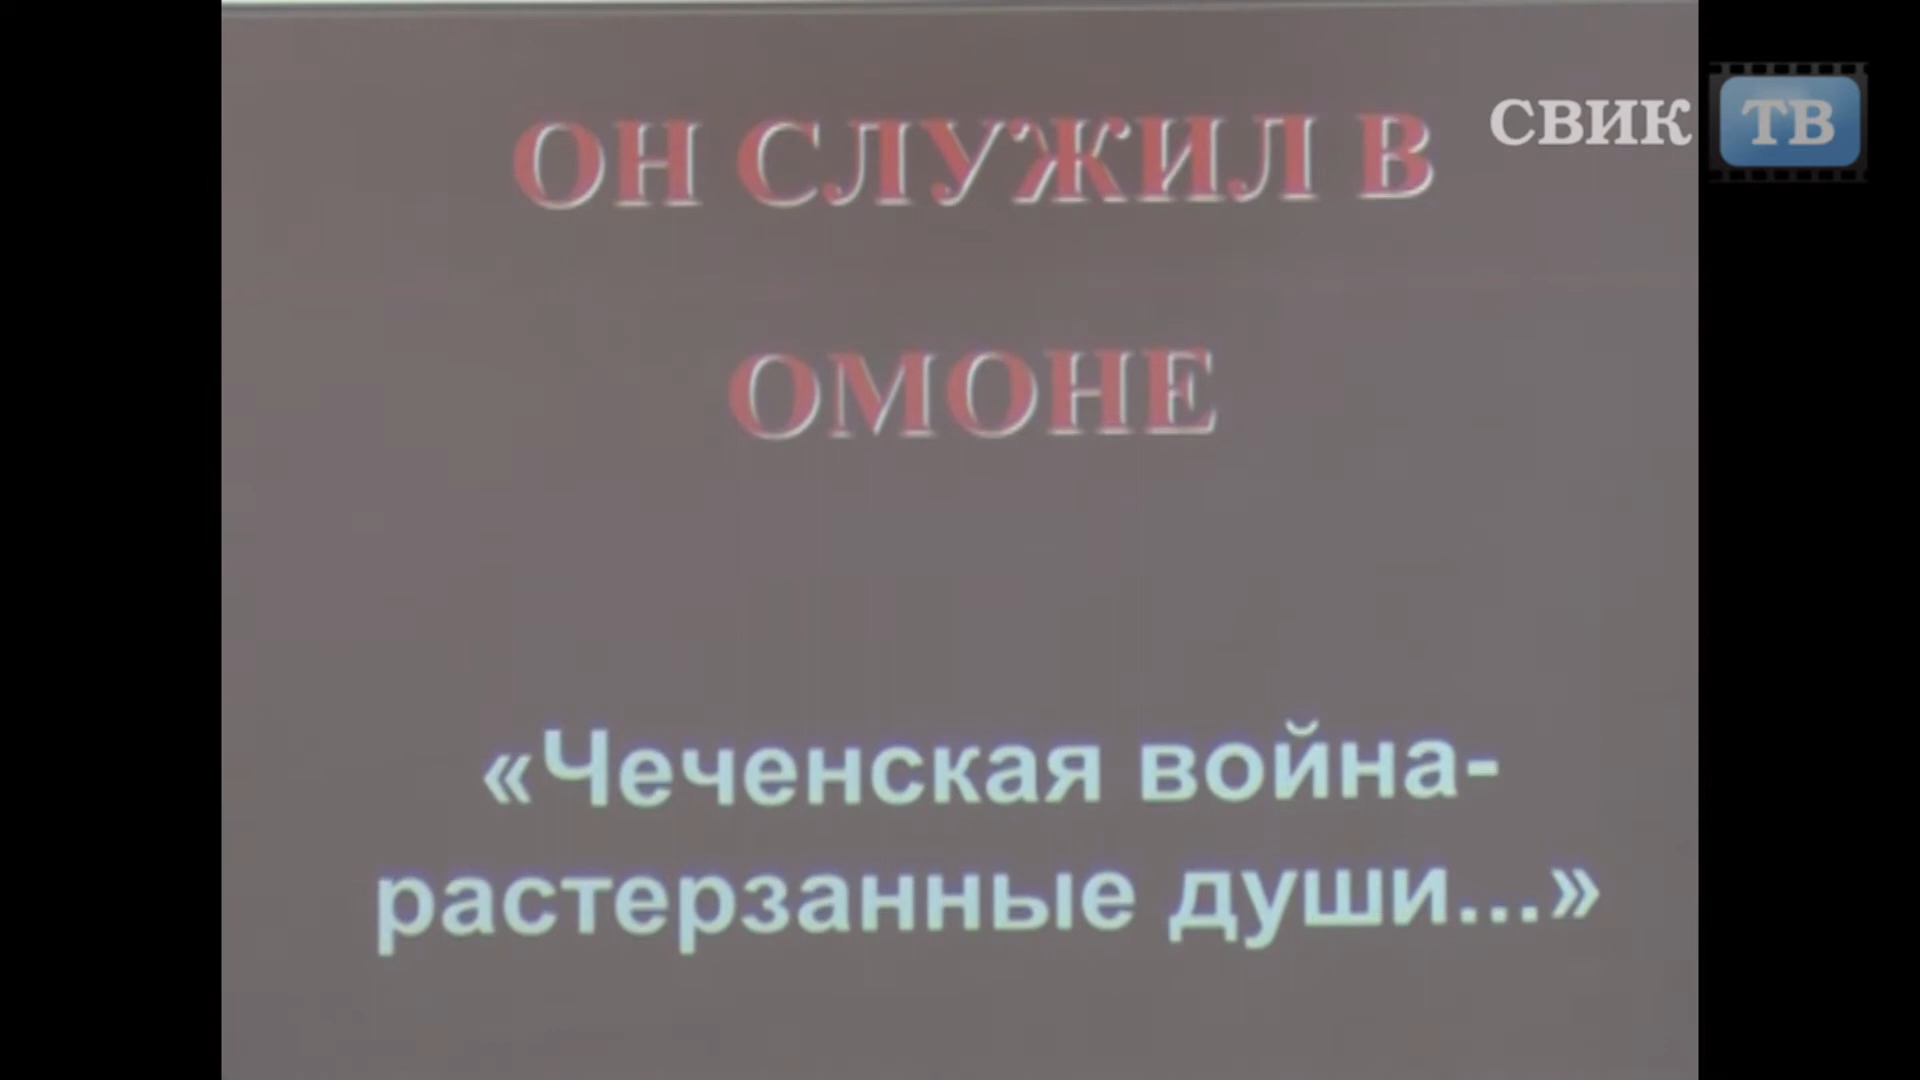 СВИК ТВ
ОН СЛУЖИЛ В
ОМОНЕ
«Чеченская война-
растерзанные души...»